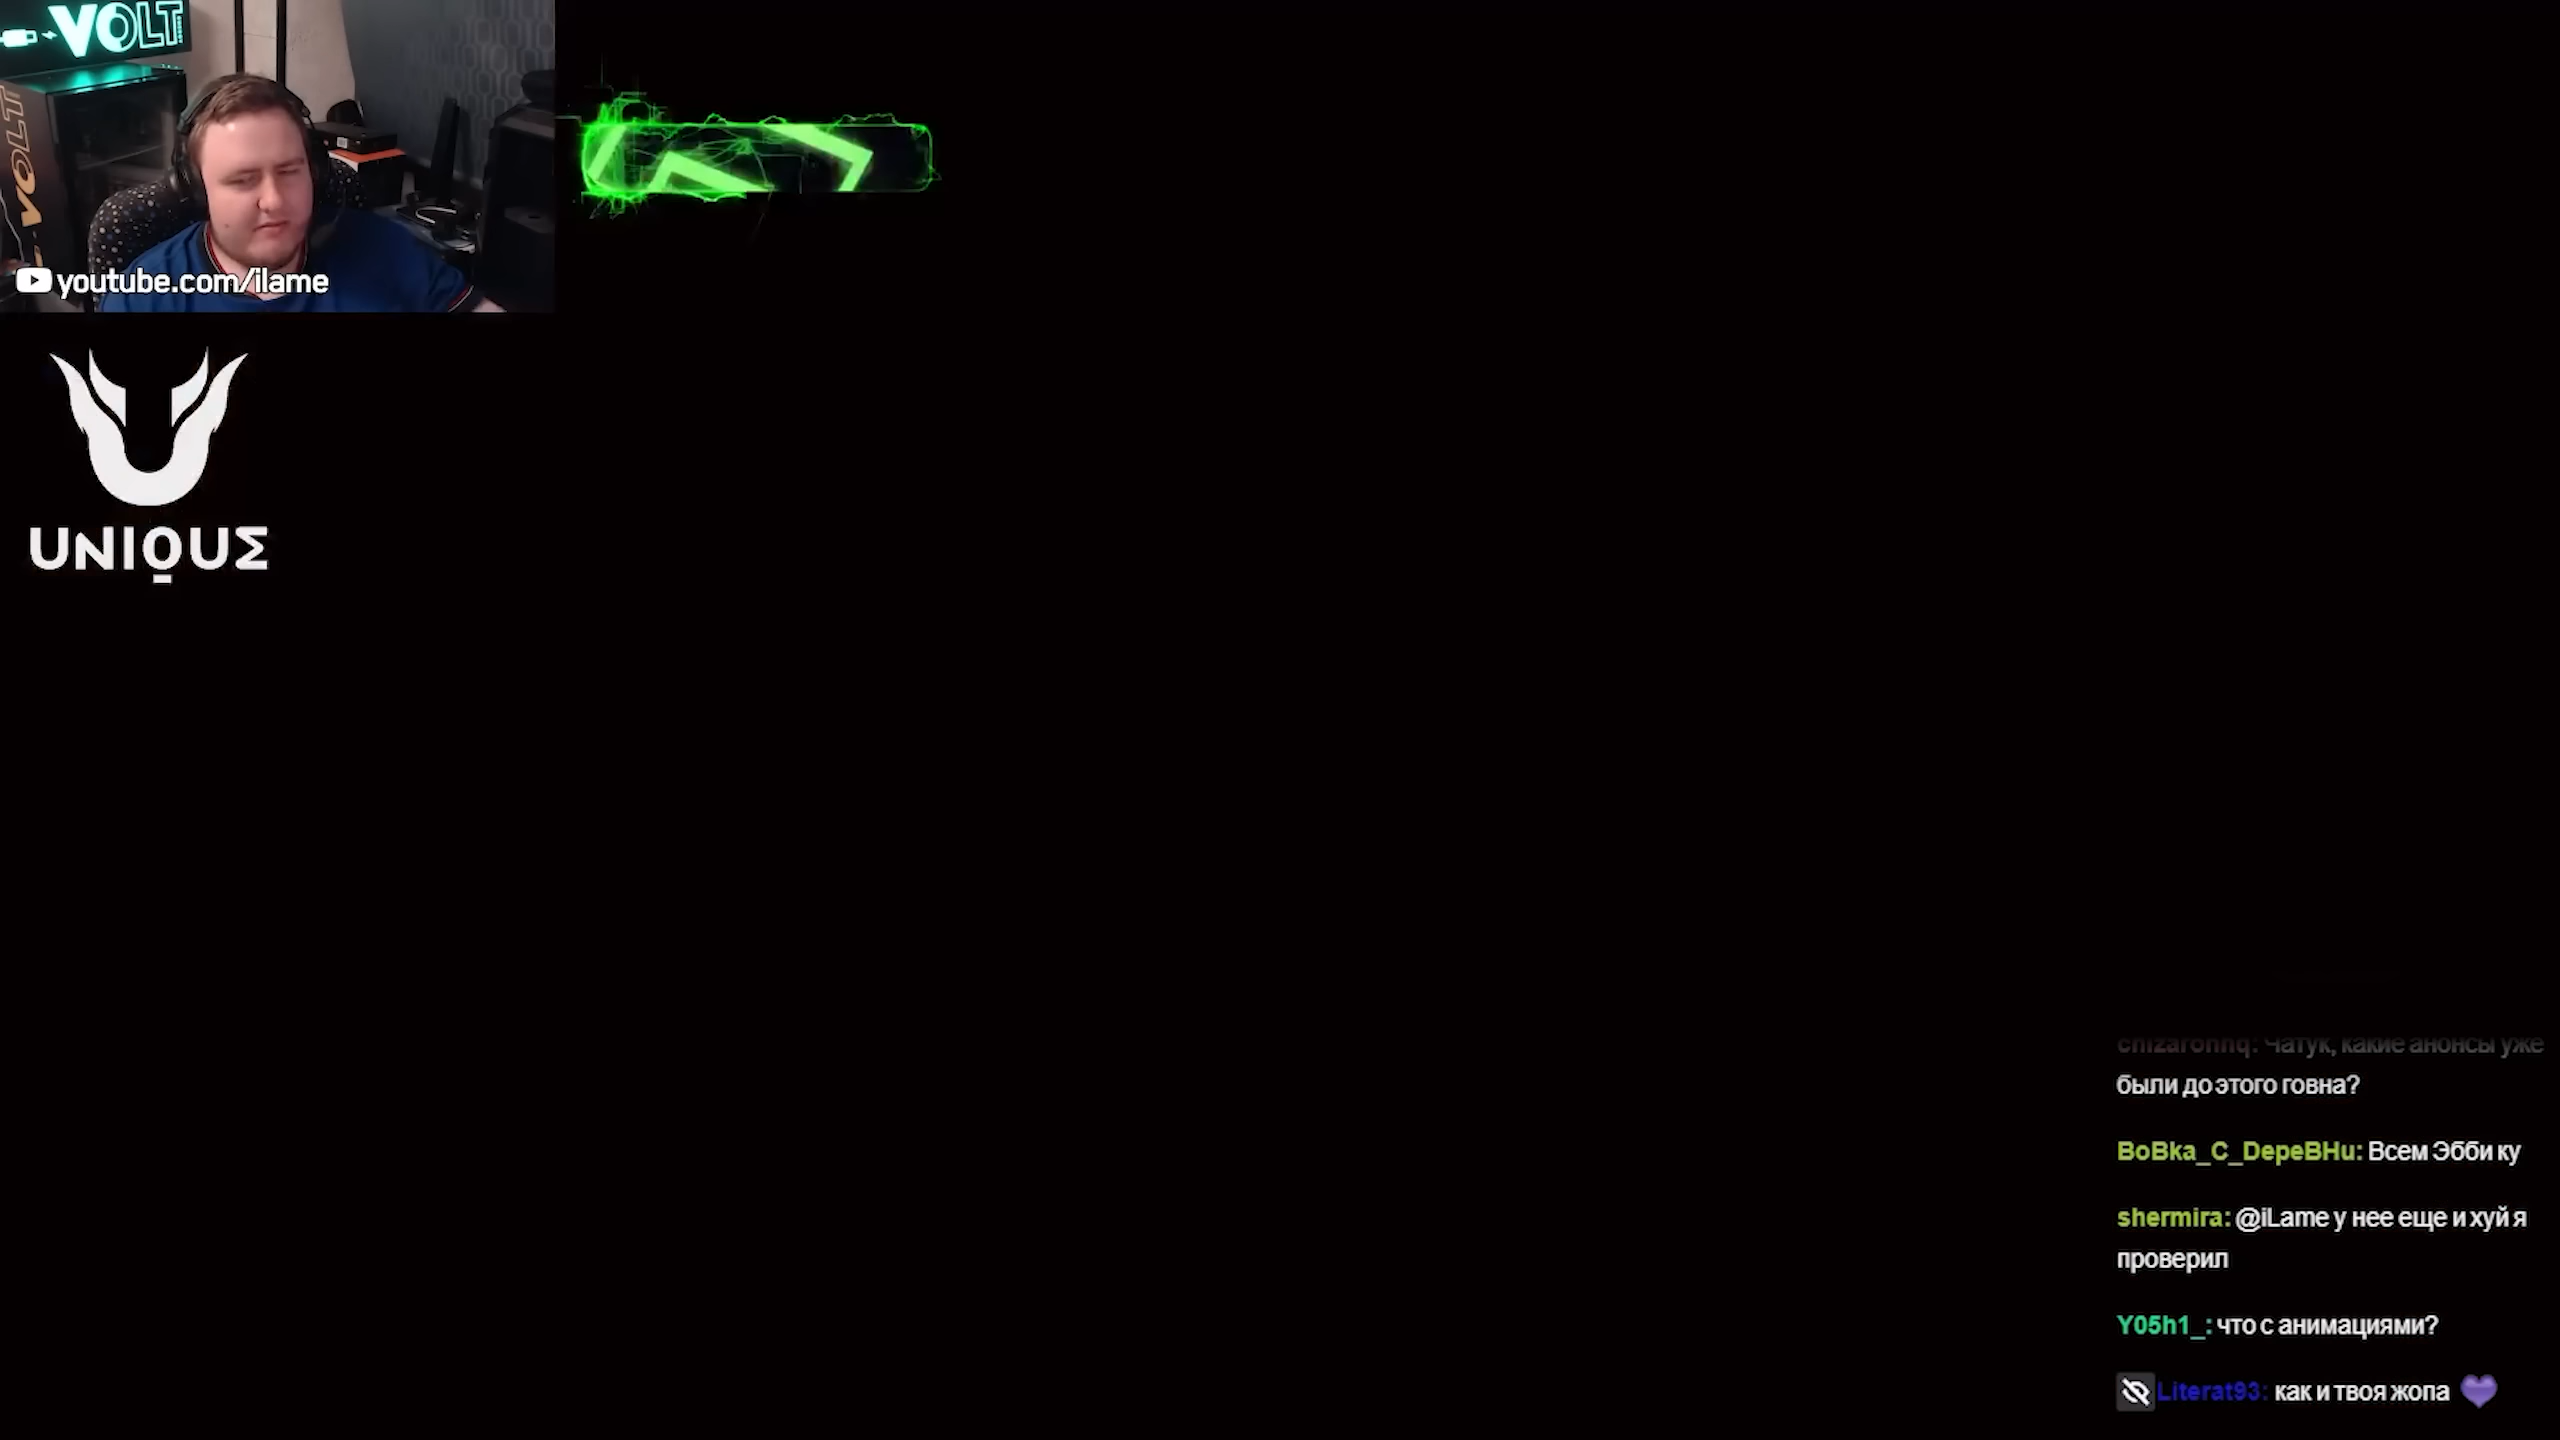 VOLT
VOLT
youtube.com/ilame
UNIQUE
chizaronnq: Чатук, какие анонсы уже
были до этого говна?
BoBka_C_DepeBHu: Всем Эбби ку
shermira: @iLame у нее еще и хуй я
проверил
Y05h1_: что с анимациями?
Literat93: как и твоя жопа